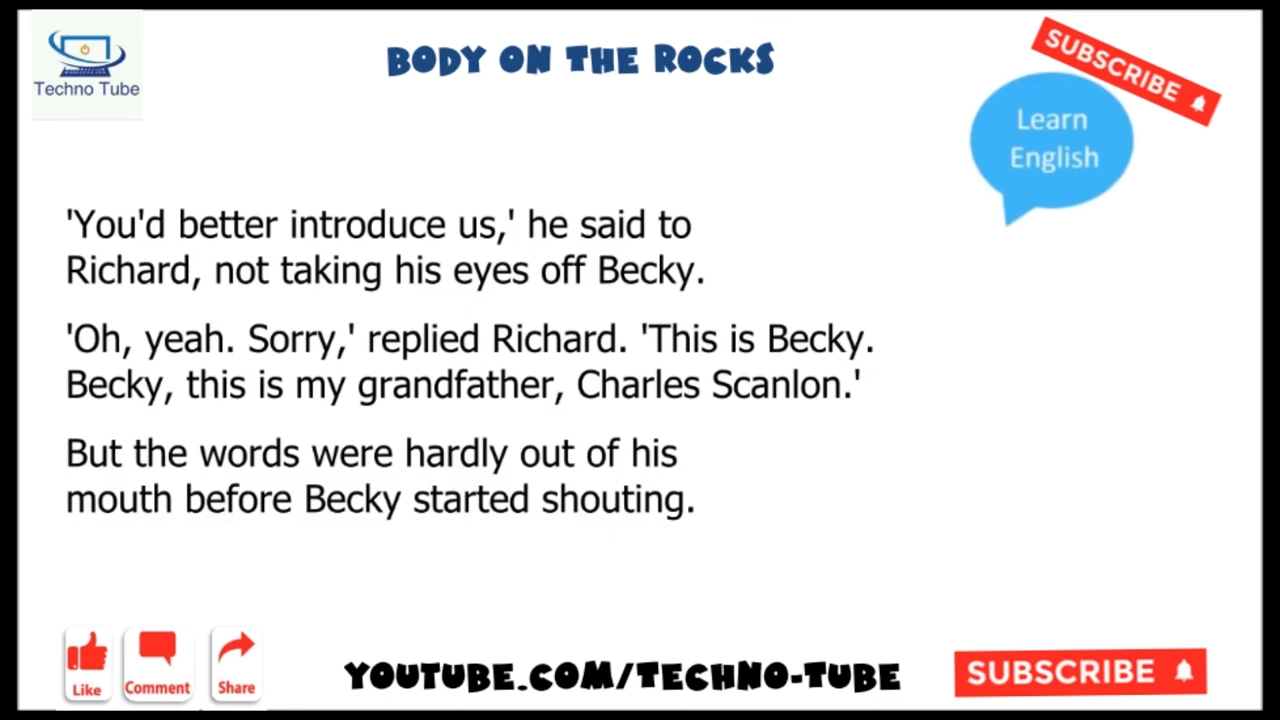 Techno Tube
BODY ON THE ROCKS
SUBSCRIBE
Learn
English
'You'd better introduce us,' he said to
Richard, not taking his eyes off Becky.
'Oh, yeah. Sorry,' replied Richard. 'This is Becky.
Becky, this is my grandfather, Charles Scanlon.'
But the words were hardly out of his
mouth before Becky started shouting.
Like
Comment
Share
YOUTUBE.COM/TECHNO-TUBE
SUBSCRIBE